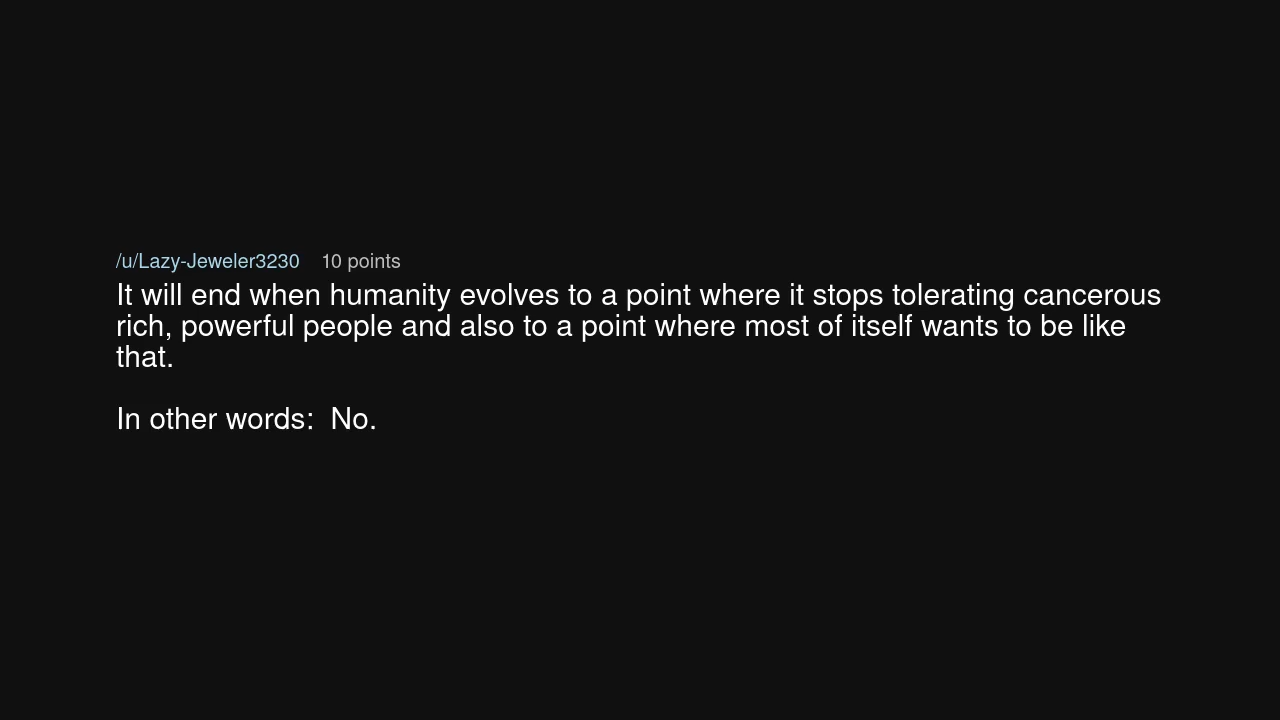 /u/Lazy-Jeweler3230 10 points
It will end when humanity evolves to a point where it stops tolerating cancerous
rich, powerful people and also to a point where most of itself wants to be like
that.
In other words:  No.